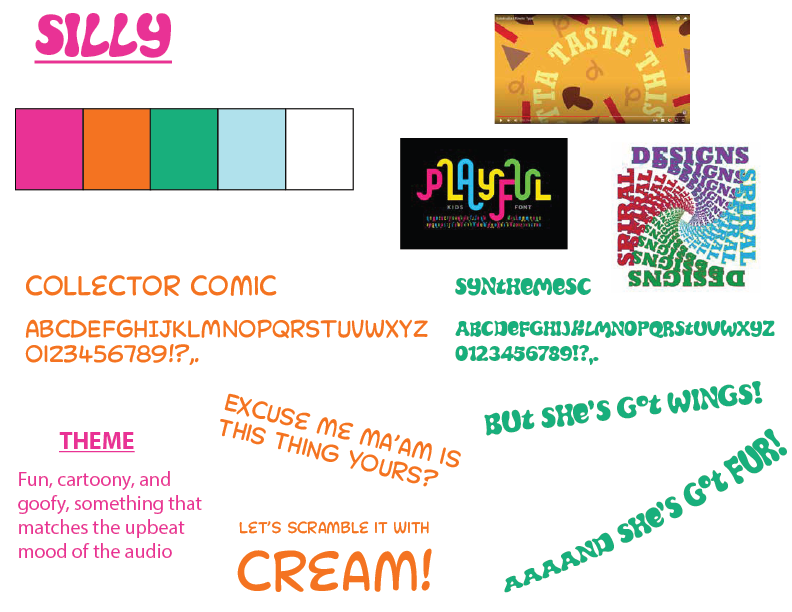 SILLY
GOTTA TASTE THIS
PLAYFUL
KIDS FONT
DESIGNS
SPIRAL
SPIRAL
DESIGNS
COLLECTOR COMIC
ABCDEFGHIJKLMNOPQRSTUVWXYZ
0123456789!?,.
SYNtHeMeSC
ABCDeFGHIJKLMNOPQRStUVWXYZ
0123456789!?,.
EXCUSE ME MA'AM IS
THIS THING YOURS?
BUt SHe'S Got WINGS!
THEME
Fun, cartoony, and
goofy, something that
matches the upbeat
mood of the audio
LET'S SCRAMBLE IT WITH
CREAM!
AAAAND SHe'S Got FUR!